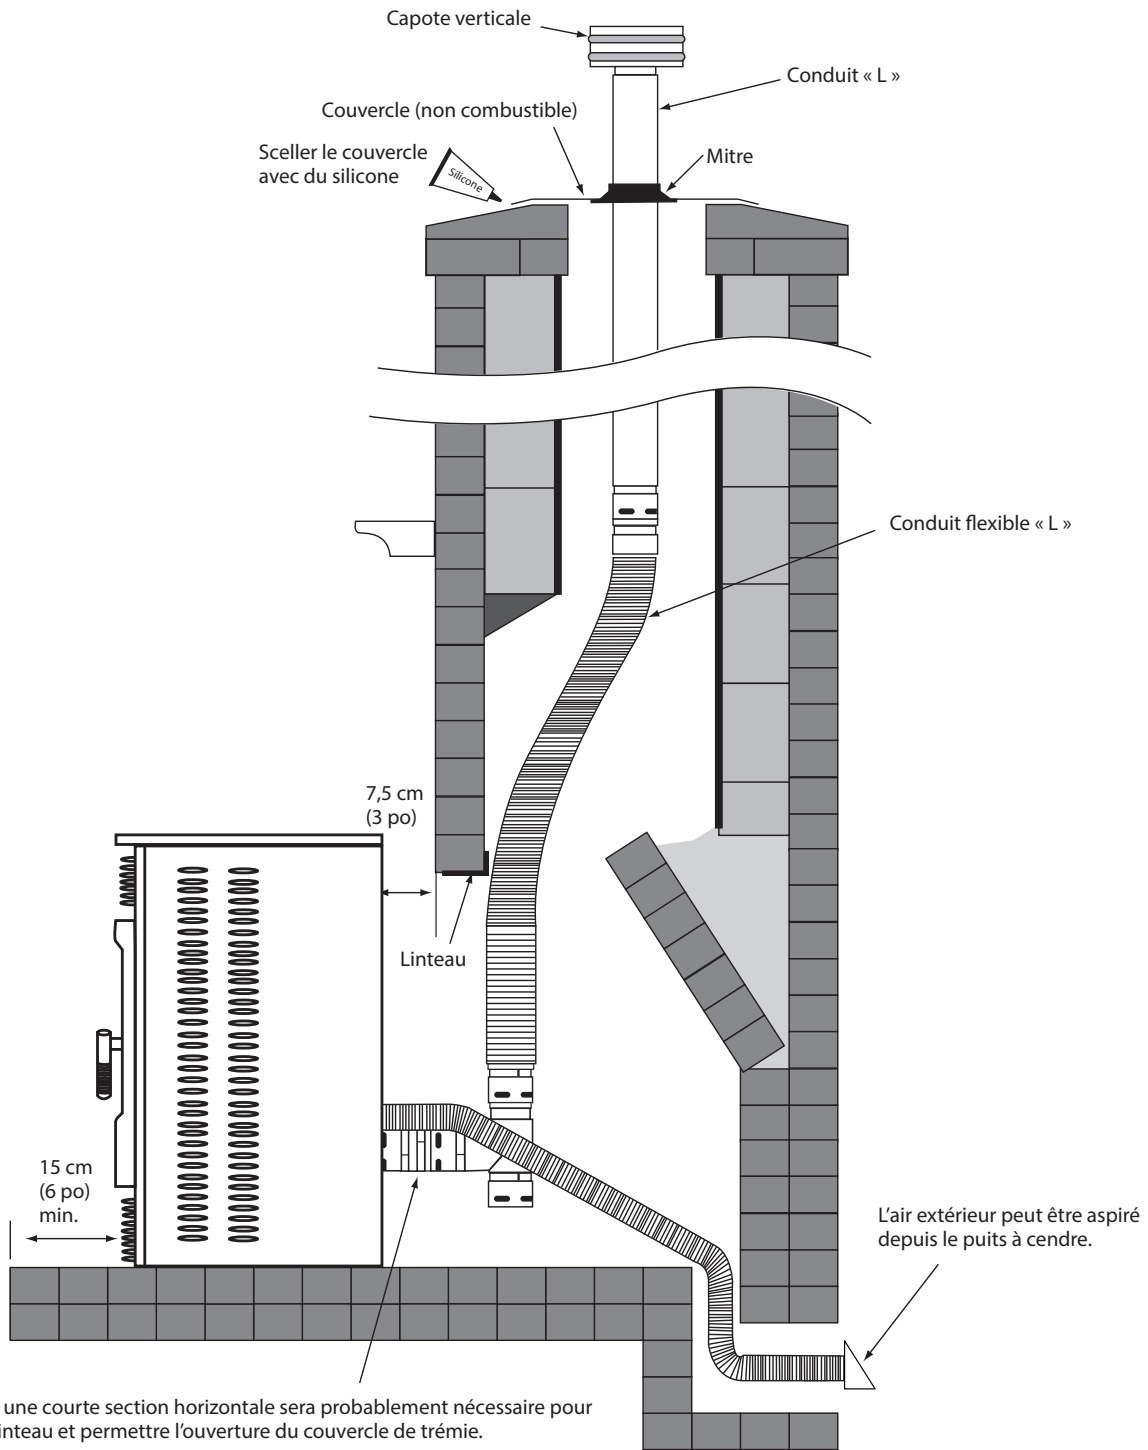 Capote verticale
Conduit « L »
Couvercle (non combustible)
Sceller le couvercle
avec du silicone
Silicone
Mitre
Conduit flexible « L »
7,5 cm
(3 po)
Linteau
15 cm
(6 po)
min.
L’air extérieur peut être aspiré
depuis le puits à cendre.
une courte section horizontale sera probablement nécessaire pour
et permettre l’ouverture du couvercle de trémie.